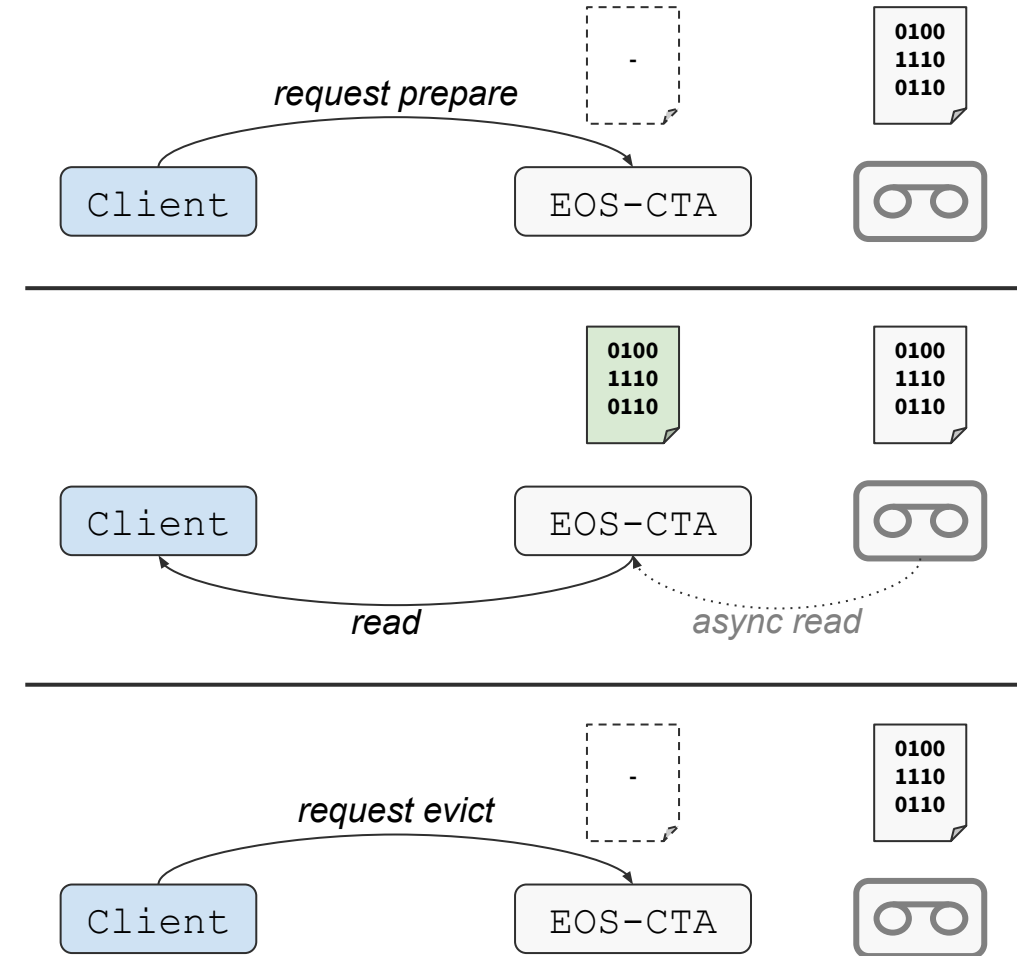 -
0100
1110
0110
request prepare
Client
EOS-CTA
0100
1110
0110
0100
1110
0110
Client
EOS-CTA
read
async read
-
0100
1110
0110
request evict
Client
EOS-CTA